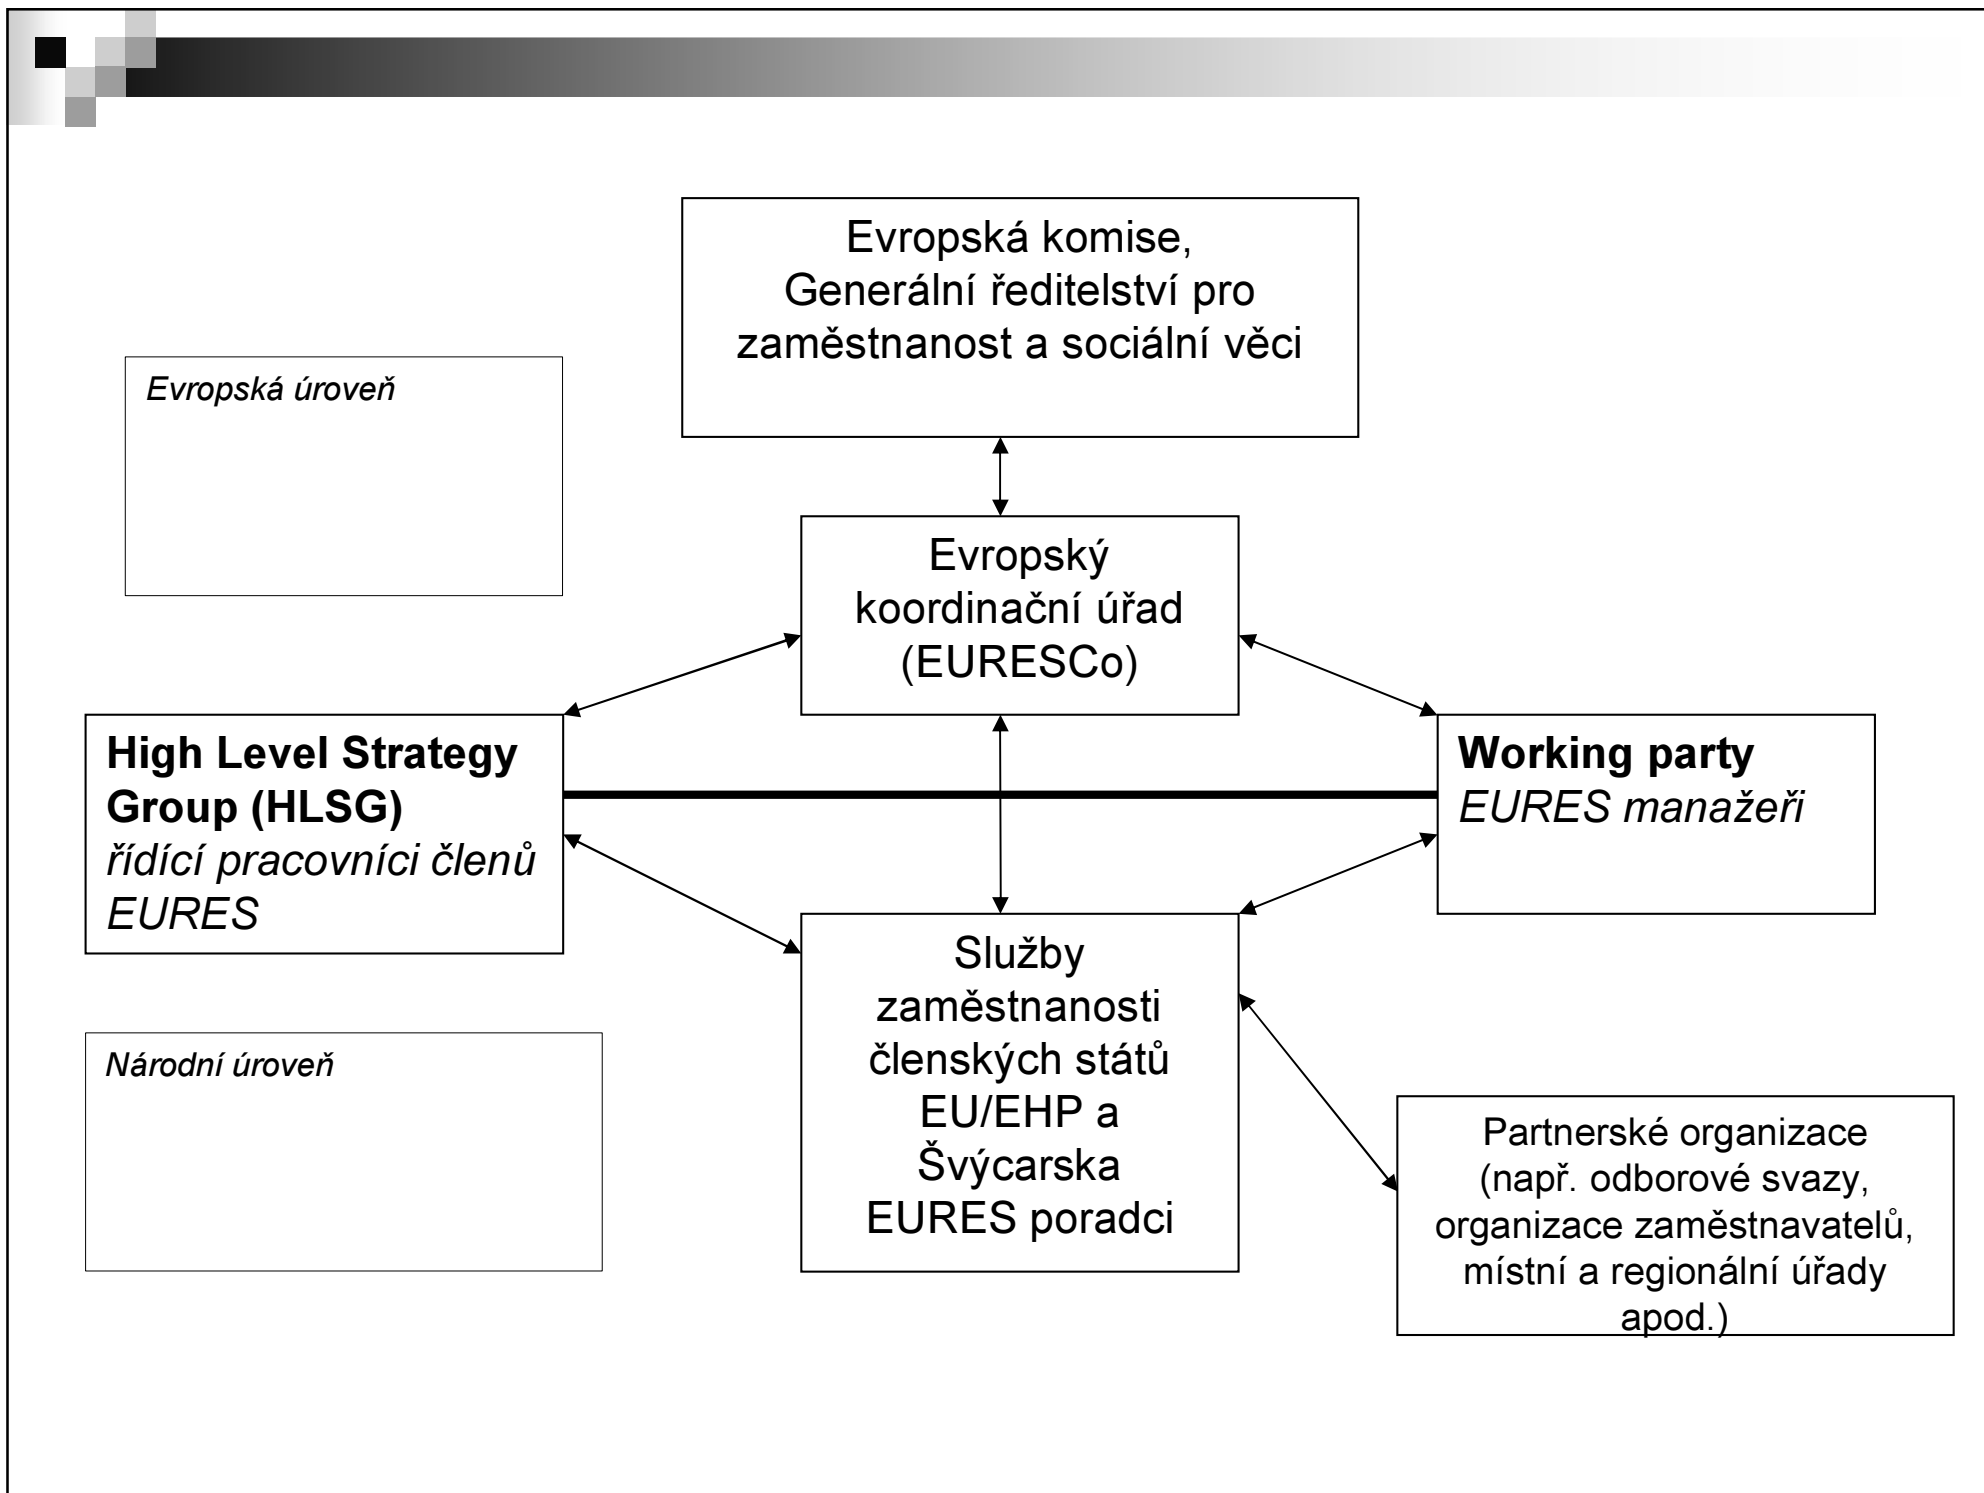 Evropská komise,
Generální ředitelství pro
zaměstnanost a sociální věci
Evropská úroveň
Evropský
koordinační úřad
(EURESCo)
High Level Strategy
Group (HLSG)
řídící pracovníci členů
EURES
Working party
EURES manažeři
Služby
zaměstnanosti
členských států
EU/EHP a
Švýcarska
EURES poradci
Národní úroveň
Partnerské organizace
(např. odborové svazy,
organizace zaměstnavatelů,
místní a regionální úřady
apod.)